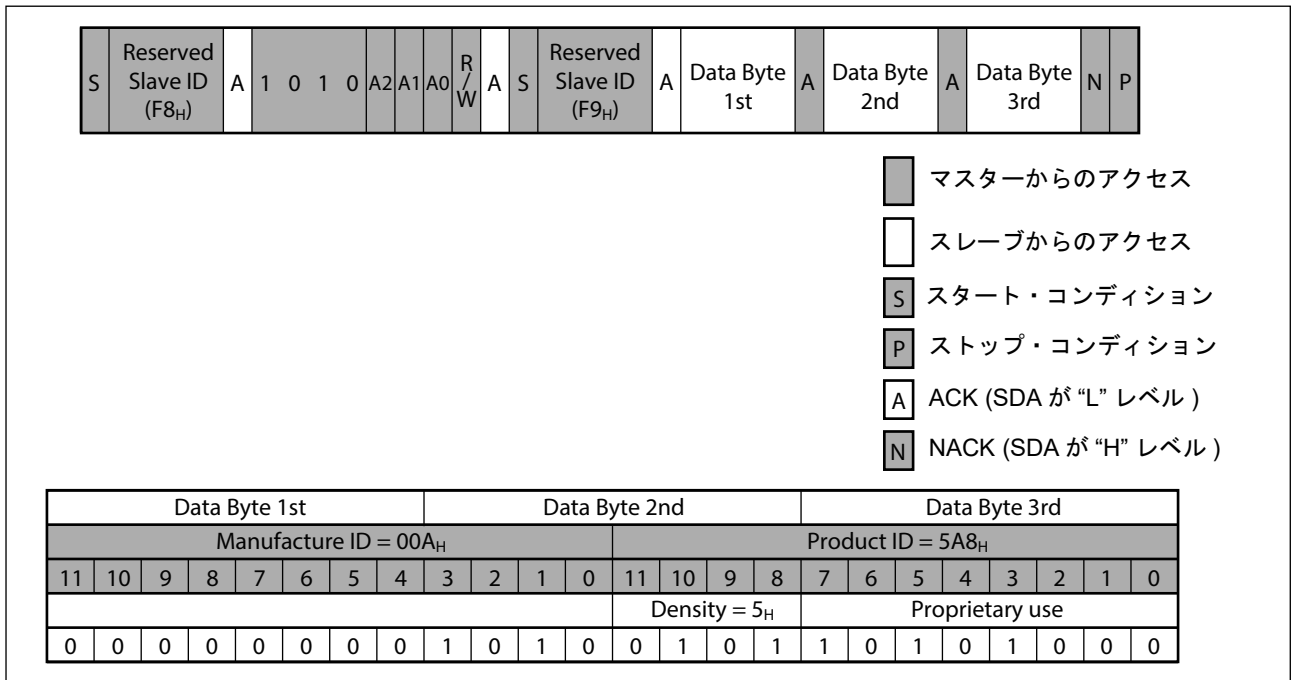 S Reserved Slave ID (F8H) A 1 0 1 0 A2 A1 A0 R/W A S Reserved Slave ID (F9H) A Data Byte 1st A Data Byte 2nd A Data Byte 3rd N P
マスターからのアクセス
スレーブからのアクセス
S スタート・コンディション
P ストップ・コンディション
A ACK (SDA が “L” レベル )
N NACK (SDA が “H” レベル )
Data Byte 1st Data Byte 2nd Data Byte 3rd
Manufacture ID = 00AH Product ID = 5A8H
11 10 9 8 7 6 5 4 3 2 1 0 11 10 9 8 7 6 5 4 3 2 1 0
Density = 5H Proprietary use
0 0 0 0 0 0 0 0 1 0 1 0 0 1 0 1 1 0 1 0 1 0 0 0